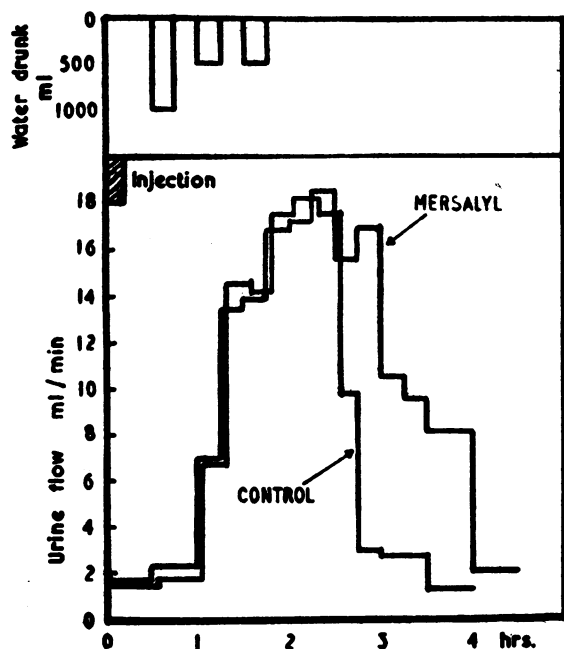 Water drunk
ml
0
500
1000
Injection
MERSALYL
CONTROL
Urine flow ml/min
18
16
14
12
10
8
6
4
2
0
0 1 2 3 4 hrs.